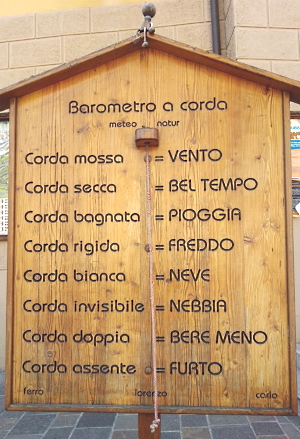 Barometro a corda
meteo natur
Corda mossa = VENTO
Corda secca = BEL TEMPO
Corda bagnata = PIOGGIA
Corda rigida = FREDDO
Corda bianca = NEVE
Corda invisibile = NEBBIA
Corda doppia = BERE MENO
Corda assente = FURTO
ferro lorenzo carlo